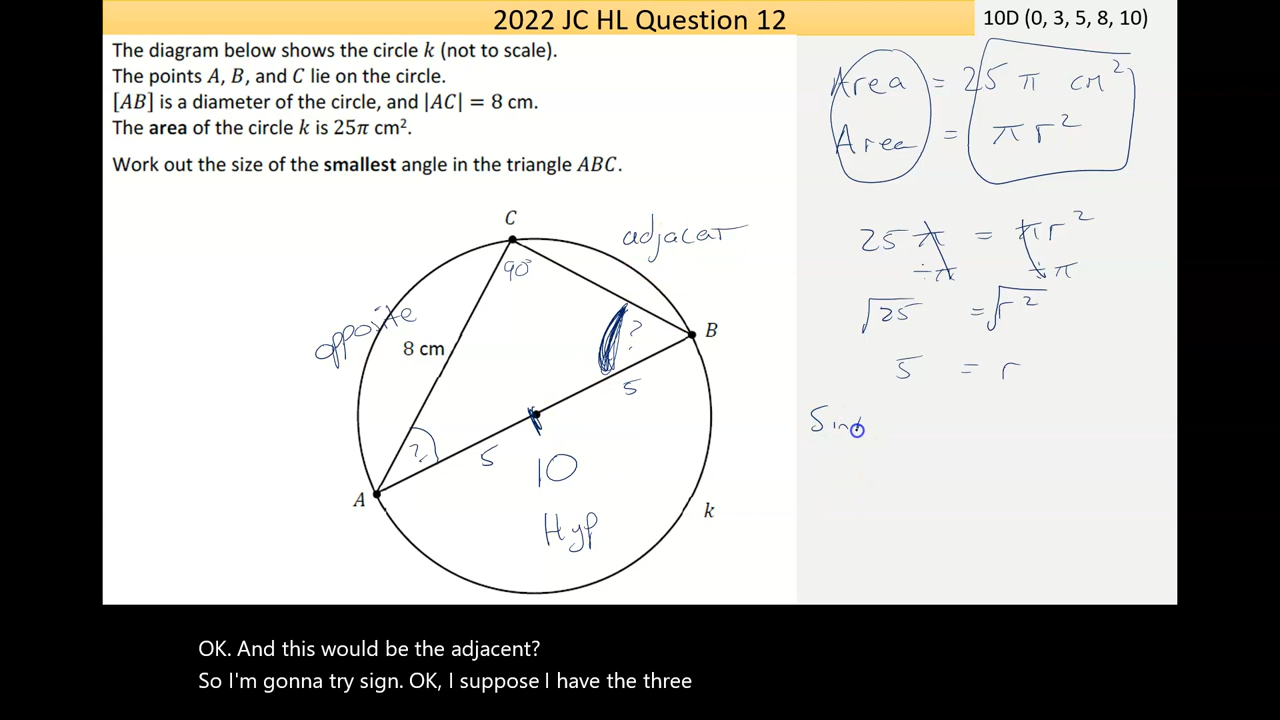 2022 JC HL Question 12
10D (0, 3, 5, 8, 10)
The diagram below shows the circle k (not to scale).
The points A, B, and C lie on the circle.
[AB] is a diameter of the circle, and |AC| = 8 cm.
The area of the circle k is 25π cm².
Work out the size of the smallest angle in the triangle ABC.
C
adjacat
90°
opposite
8 cm
?
B
5
?
5
10
A
Hyp
k
Area = 25 π cm²
Area = π r²
25 π = π r²
÷π ÷π
√25 = √r²
5 = r
Sin
OK. And this would be the adjacent?
So I'm gonna try sign. OK, I suppose I have the three